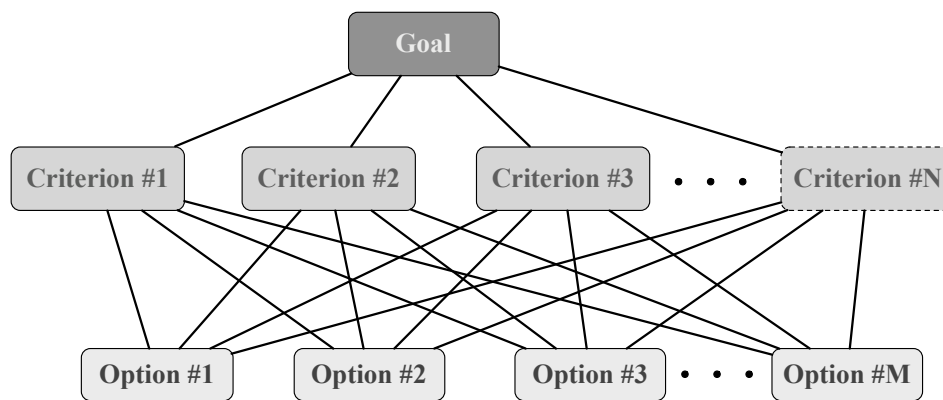 Goal
Criterion #1 Criterion #2 Criterion #3 • • • Criterion #N
Option #1 Option #2 Option #3 • • • Option #M